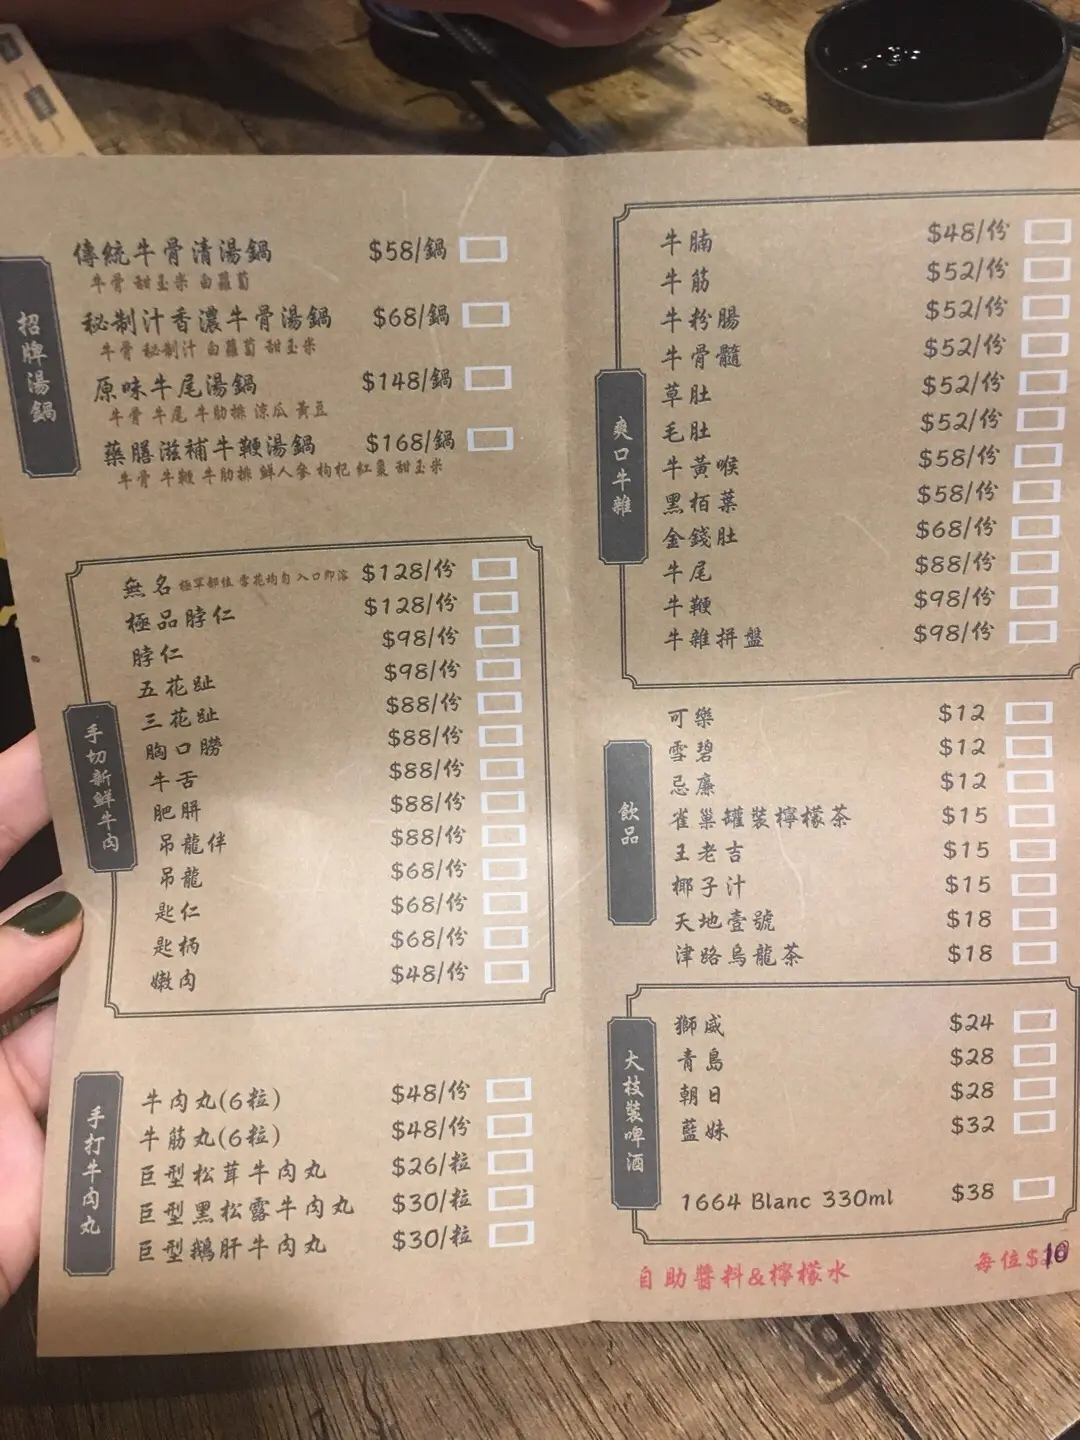 招牌湯鍋
傳統牛骨清湯鍋 $58/鍋
牛骨 甜玉米 白蘿蔔
秘制汁香濃牛骨湯鍋 $68/鍋
牛骨 秘制汁 白蘿蔔 甜玉米
原味牛尾湯鍋 $148/鍋
牛骨 牛尾 牛肋排 涼瓜 黃豆
藥膳滋補牛鞭湯鍋 $168/鍋
牛骨 牛鞭 牛肋排 鮮人參 枸杞 紅棗 甜玉米
手切新鮮牛肉
無名 極罕部位 雪花均勻 入口即溶 $128/份
極品脖仁 $128/份
脖仁 $98/份
五花趾 $98/份
三花趾 $88/份
胸口朥 $88/份
牛舌 $88/份
肥胼 $88/份
吊龍伴 $88/份
吊龍 $68/份
匙仁 $68/份
匙柄 $68/份
嫩肉 $48/份
手打牛肉丸
牛肉丸(6粒) $48/份
牛筋丸(6粒) $48/份
巨型松茸牛肉丸 $26/粒
巨型黑松露牛肉丸 $30/粒
巨型鵝肝牛肉丸 $30/粒
爽口牛雜
牛腩 $48/份
牛筋 $52/份
牛粉腸 $52/份
牛骨髓 $52/份
草肚 $52/份
毛肚 $52/份
牛黃喉 $58/份
黑栢葉 $58/份
金錢肚 $68/份
牛尾 $88/份
牛鞭 $98/份
牛雜拼盤 $98/份
飲品
可樂 $12
雪碧 $12
忌廉 $12
雀巢罐裝檸檬茶 $15
王老吉 $15
椰子汁 $15
天地壹號 $18
津路烏龍茶 $18
大枝裝啤酒
獅威 $24
青島 $28
朝日 $28
藍妹 $32
1664 Blanc 330ml $38
自助醬料&檸檬水 每位$10